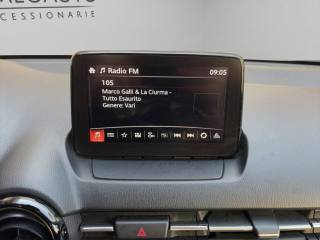 CESSIONARIE
Radio FM 09:05
105
Marco Galli & La Ciurma -
Tutto Esaurito
Genere: Vari